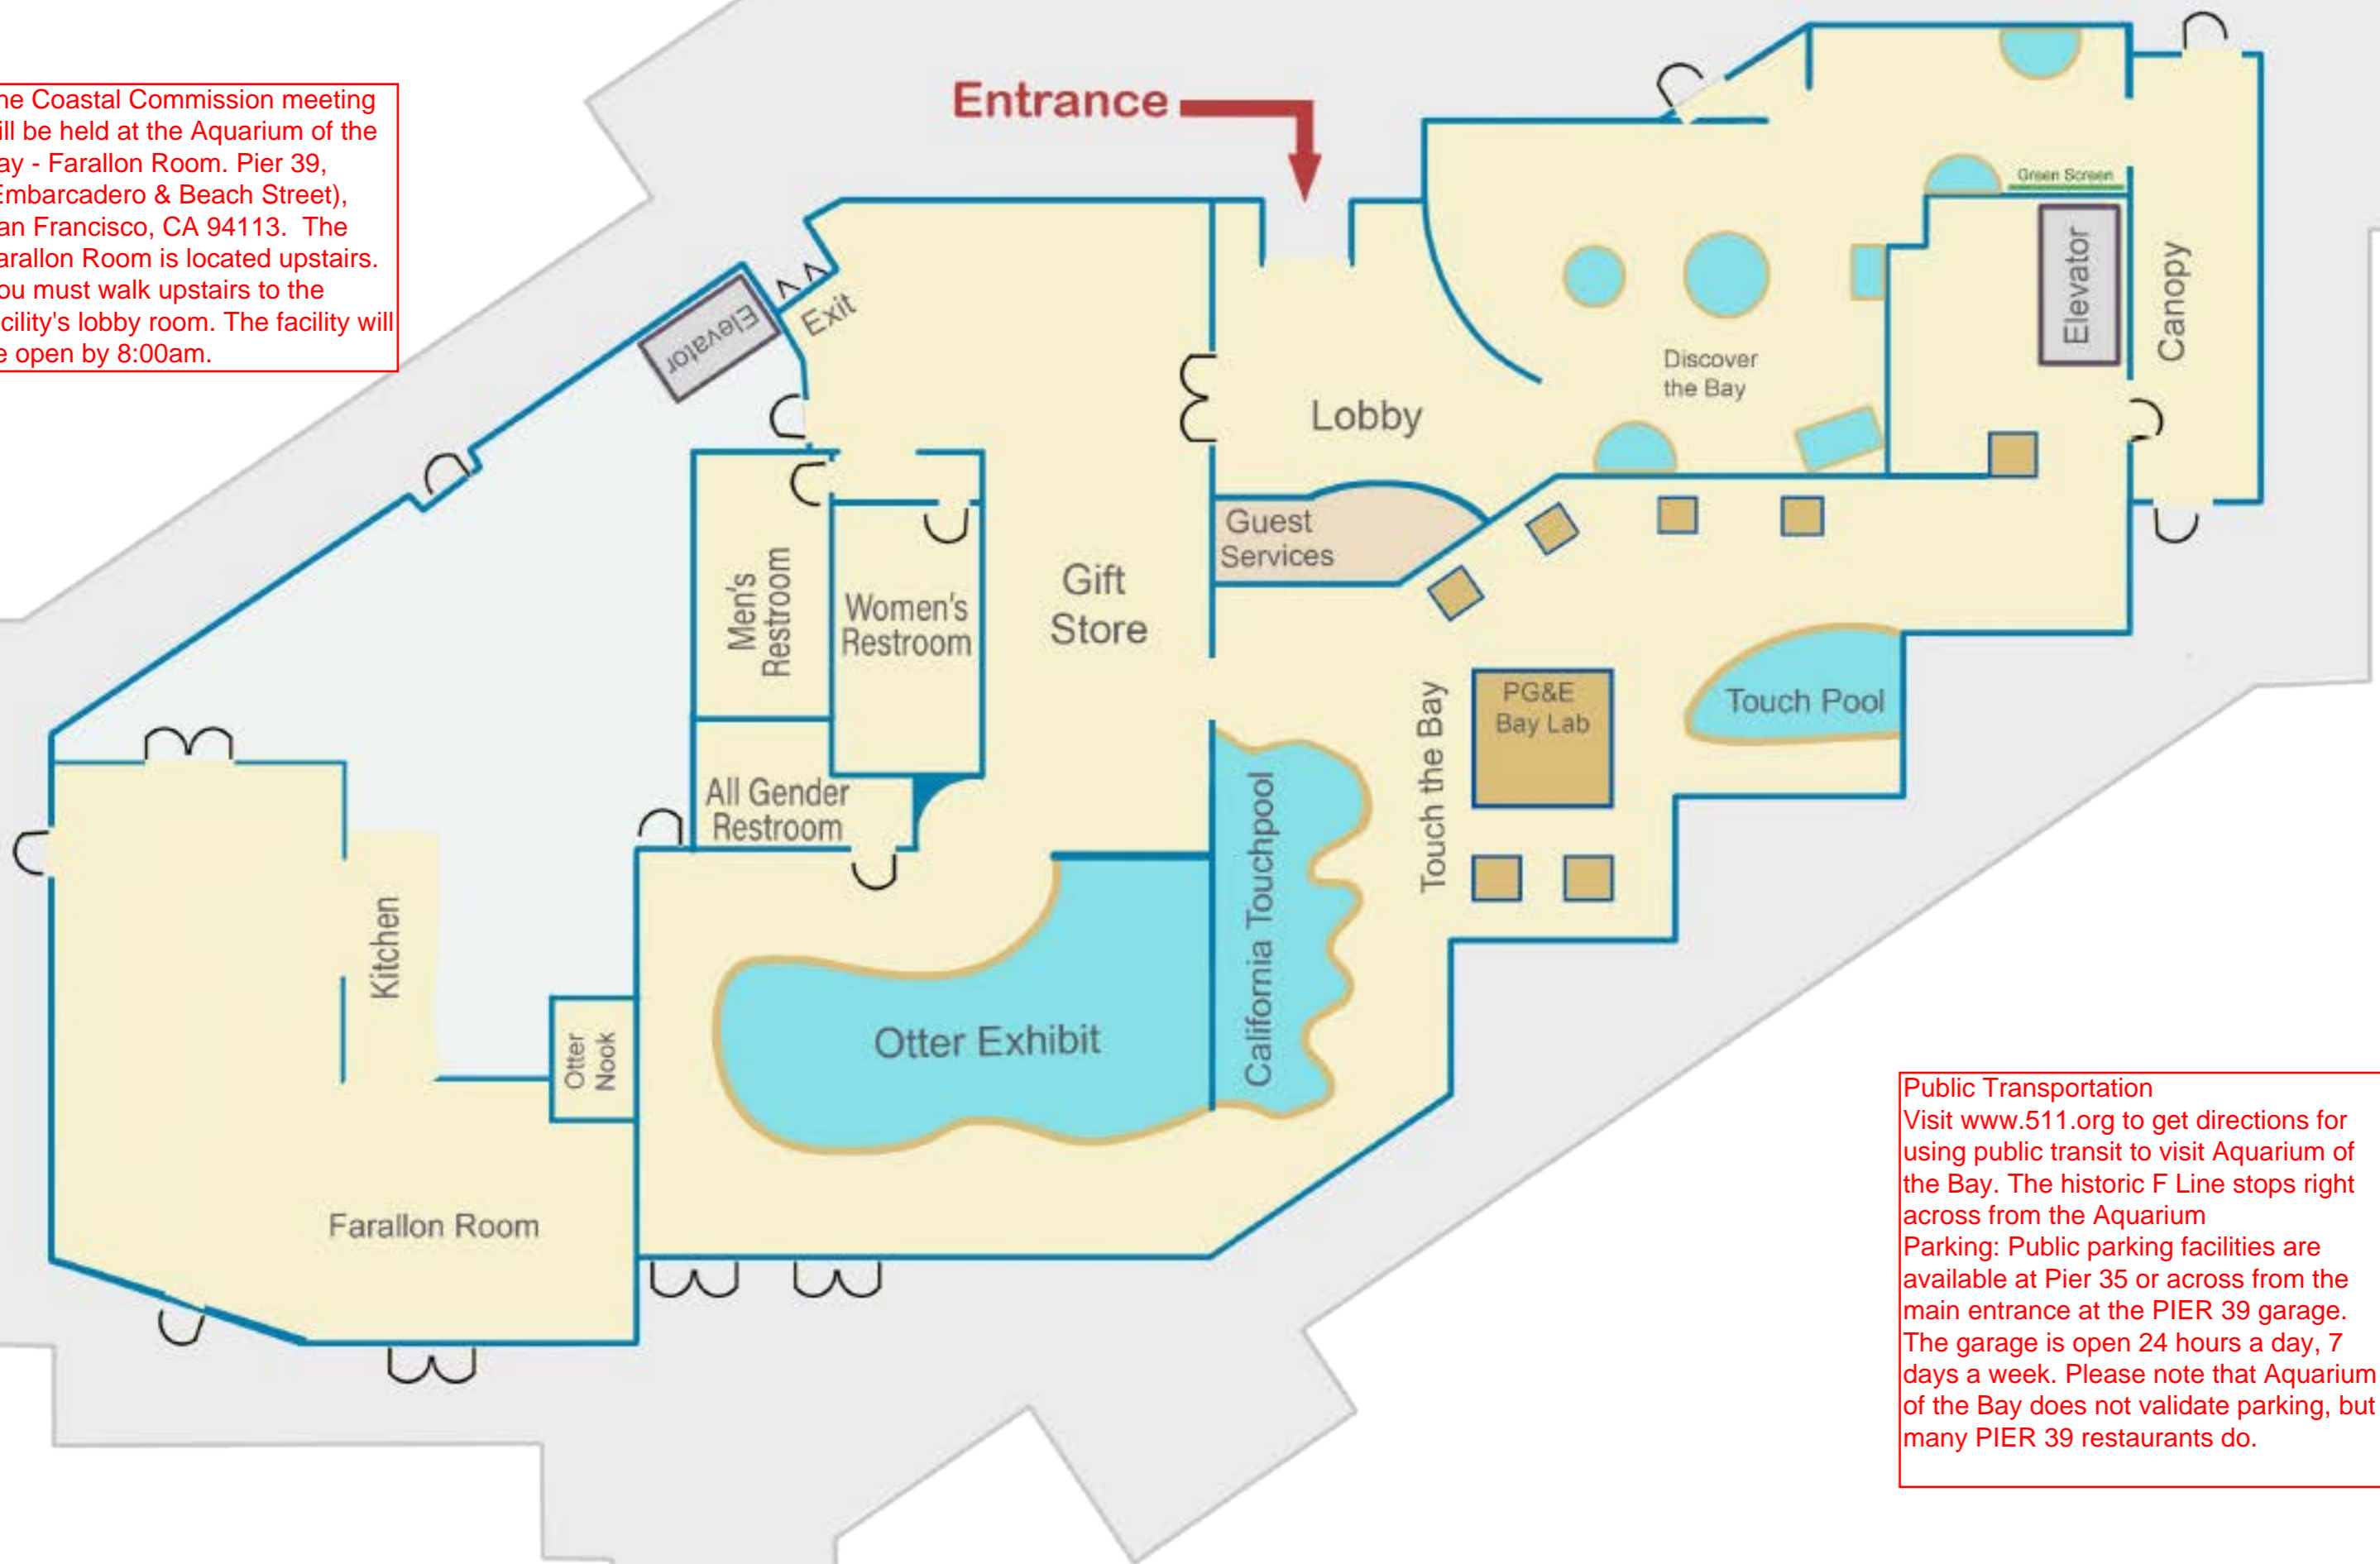 ne Coastal Commission meeting
ill be held at the Aquarium of the
ay - Farallon Room. Pier 39,
Embarcadero & Beach Street),
an Francisco, CA 94113. The
arallon Room is located upstairs.
ou must walk upstairs to the
cility's lobby room. The facility will
e open by 8:00am.
Entrance
Green Screen
Elevator
Canopy
Elevator
Exit
Discover
the Bay
Lobby
Guest
Services
Men's
Restroom
Women's
Restroom
Gift
Store
Touch the Bay
PG&E
Bay Lab
Touch Pool
All Gender
Restroom
California Touchpool
Kitchen
Otter
Nook
Otter Exhibit
Farallon Room
Public Transportation
Visit www.511.org to get directions for
using public transit to visit Aquarium of
the Bay. The historic F Line stops right
across from the Aquarium
Parking: Public parking facilities are
available at Pier 35 or across from the
main entrance at the PIER 39 garage.
The garage is open 24 hours a day, 7
days a week. Please note that Aquarium
of the Bay does not validate parking, but
many PIER 39 restaurants do.